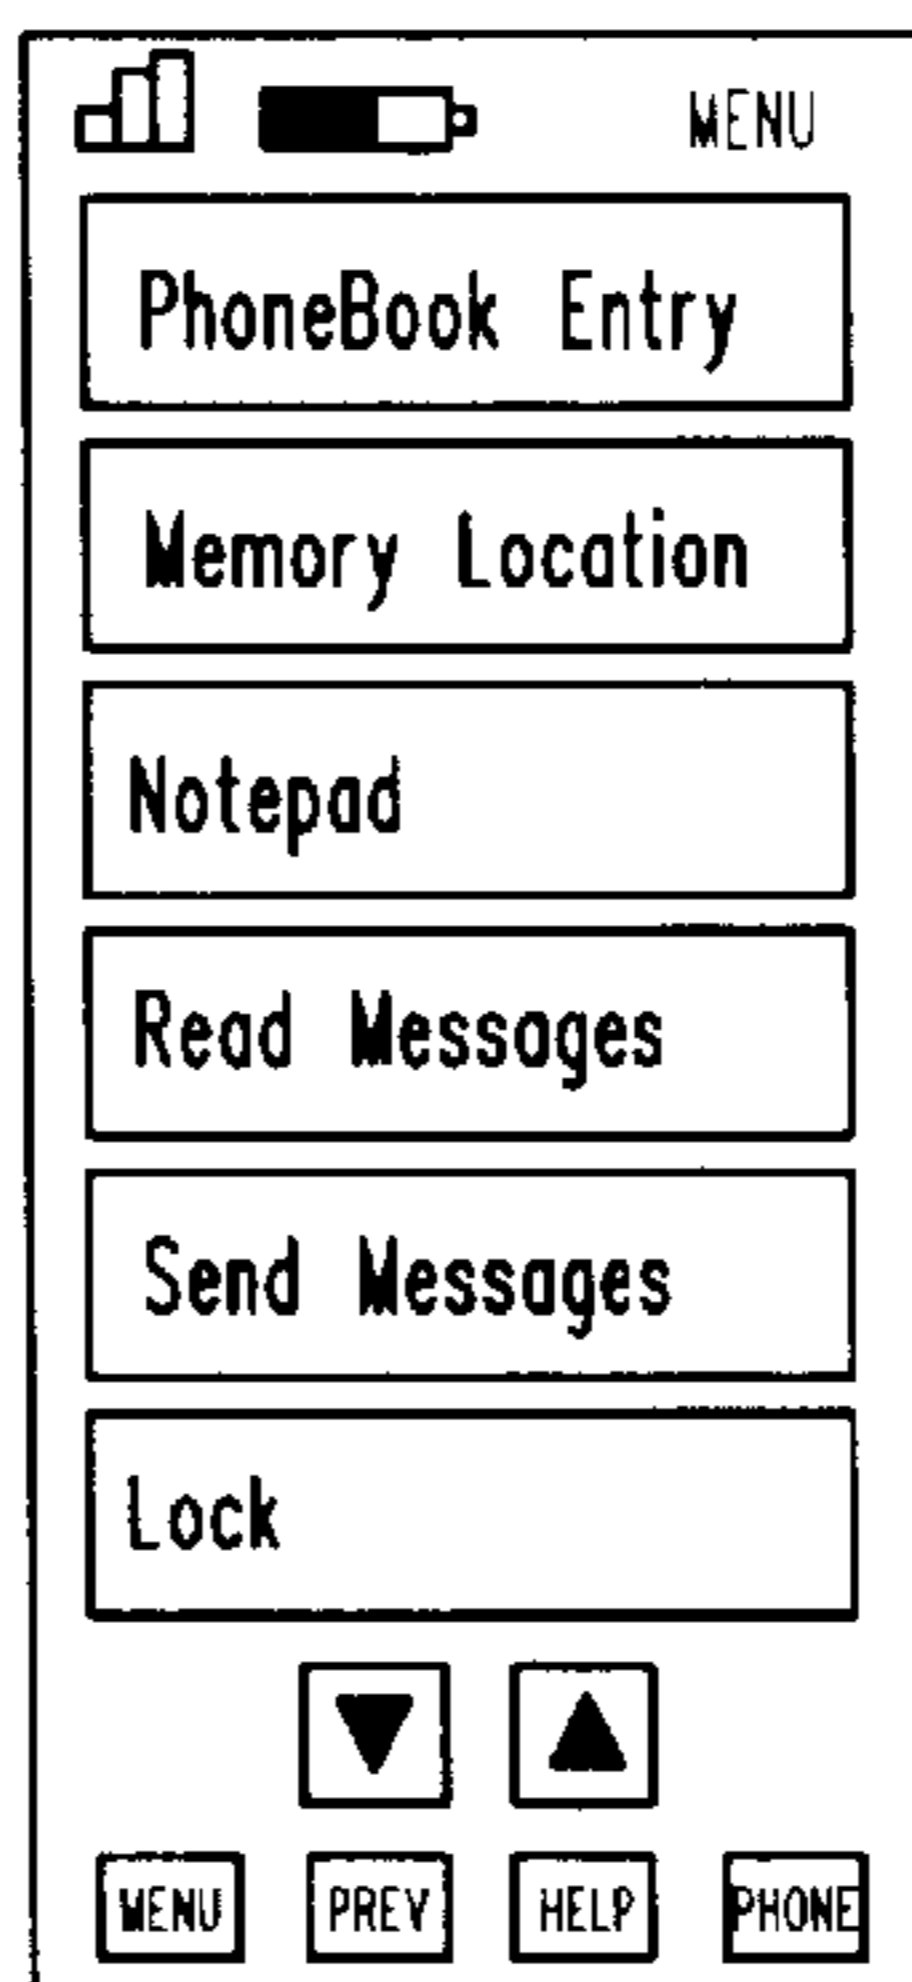 MENU
PhoneBook Entry
Memory Location
Notepad
Read Messages
Send Messages
Lock
MENU PREV HELP PHONE